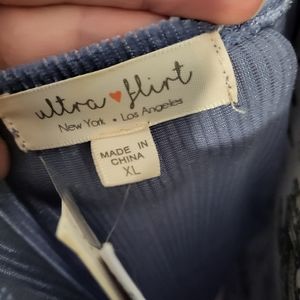 ultra flirt
New York • Los Angeles
MADE IN
CHINA
XL